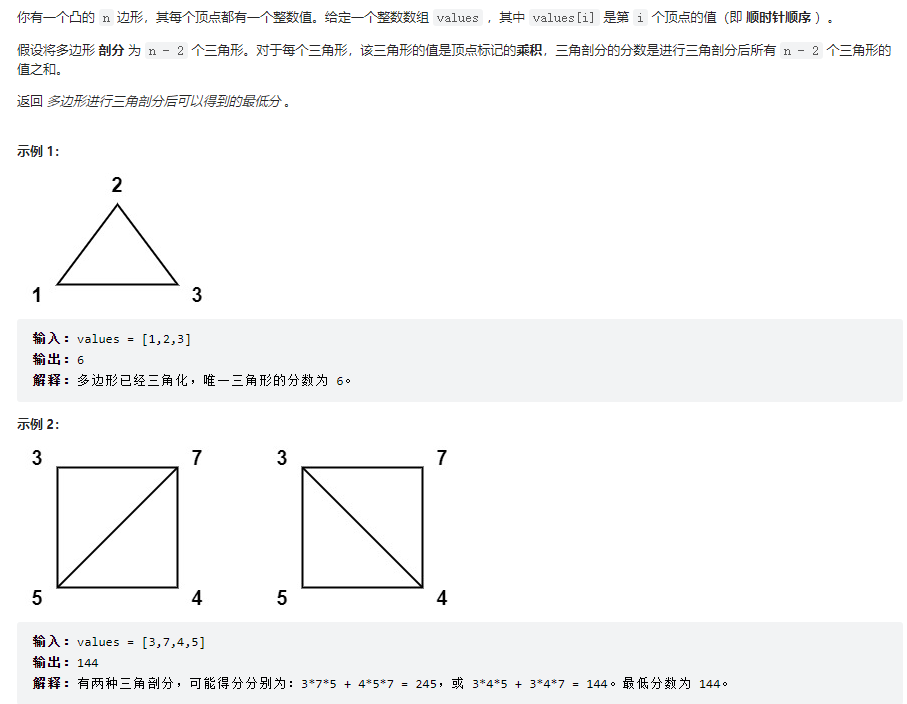 你有一个凸的 n 边形，其每个顶点都有一个整数值。给定一个整数数组 values ，其中 values[i] 是第 i 个顶点的值（即 顺时针顺序 ）。
假设将多边形 剖分 为 n - 2 个三角形。对于每个三角形，该三角形的值是顶点标记的乘积，三角剖分的分数是进行三角剖分后所有 n - 2 个三角形的
值之和。
返回 多边形进行三角剖分后可以得到的最低分 。
示例 1：
2
1 3
输入：values = [1,2,3]
输出：6
解释：多边形已经三角化，唯一三角形的分数为 6。
示例 2：
3 7 3 7
5 4 5 4
输入：values = [3,7,4,5]
输出：144
解释：有两种三角剖分，可能得分分别为：3*7*5 + 4*5*7 = 245，或 3*4*5 + 3*4*7 = 144。最低分数为 144。